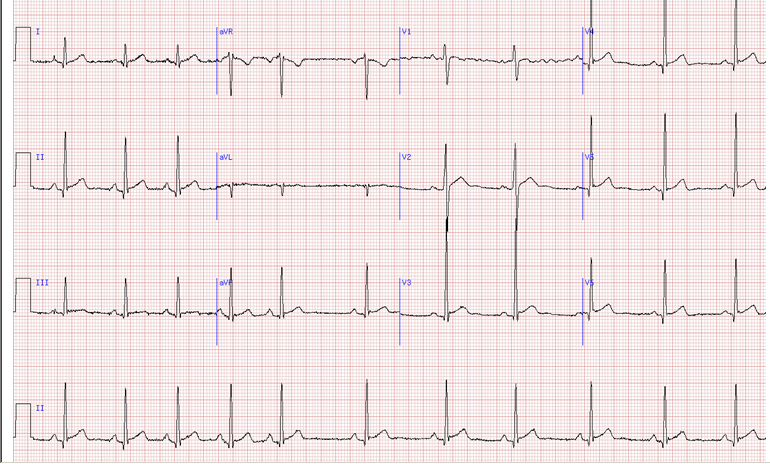 I aVR V1 V4
II aVL V2 V5
III aVF V3 V6
II